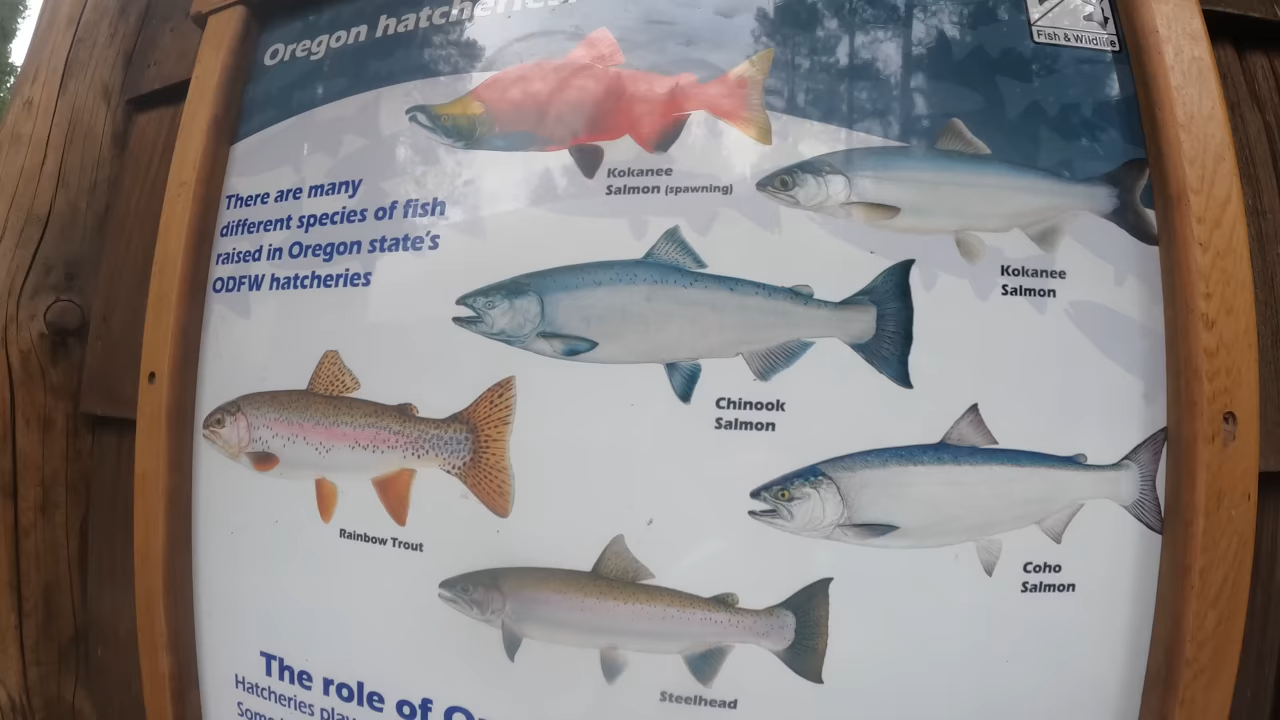 Oregon hatcheries.
Fish & Wildlife
Kokanee
Salmon (spawning)
There are many
different species of fish
raised in Oregon state's
ODFW hatcheries
Kokanee
Salmon
Chinook
Salmon
Rainbow Trout
Coho
Salmon
Steelhead
The role of
Hatcheries